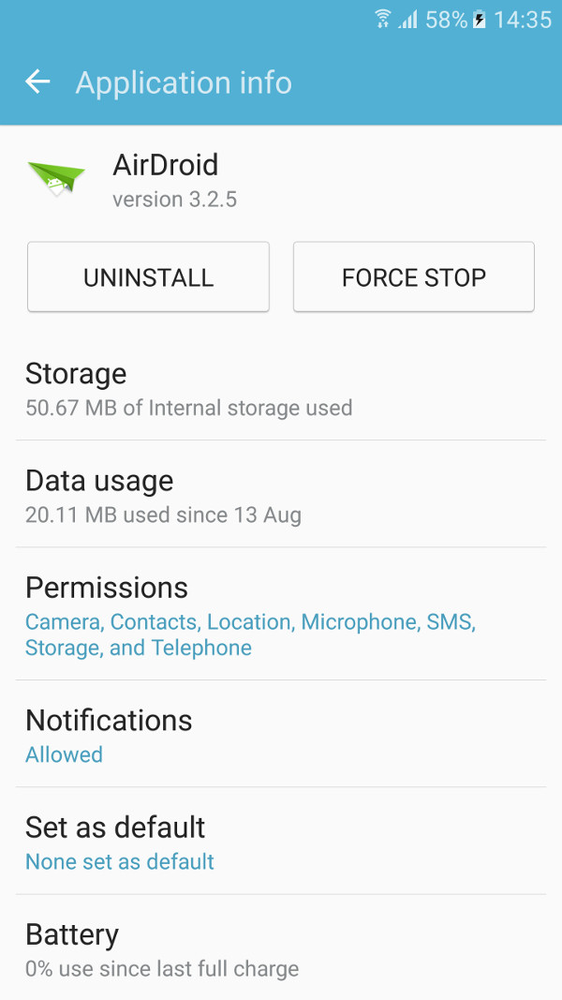 58% 14:35
Application info
AirDroid
version 3.2.5
UNINSTALL FORCE STOP
Storage
50.67 MB of Internal storage used
Data usage
20.11 MB used since 13 Aug
Permissions
Camera, Contacts, Location, Microphone, SMS,
Storage, and Telephone
Notifications
Allowed
Set as default
None set as default
Battery
0% use since last full charge